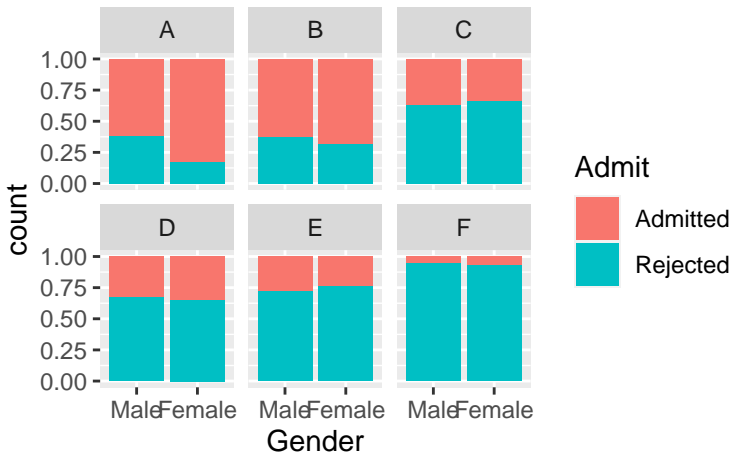 A B C
1.00
0.75
0.50
0.25
0.00
count
D E F
1.00
0.75
0.50
0.25
0.00
Male Female Male Female Male Female
Gender
Admit
Admitted
Rejected